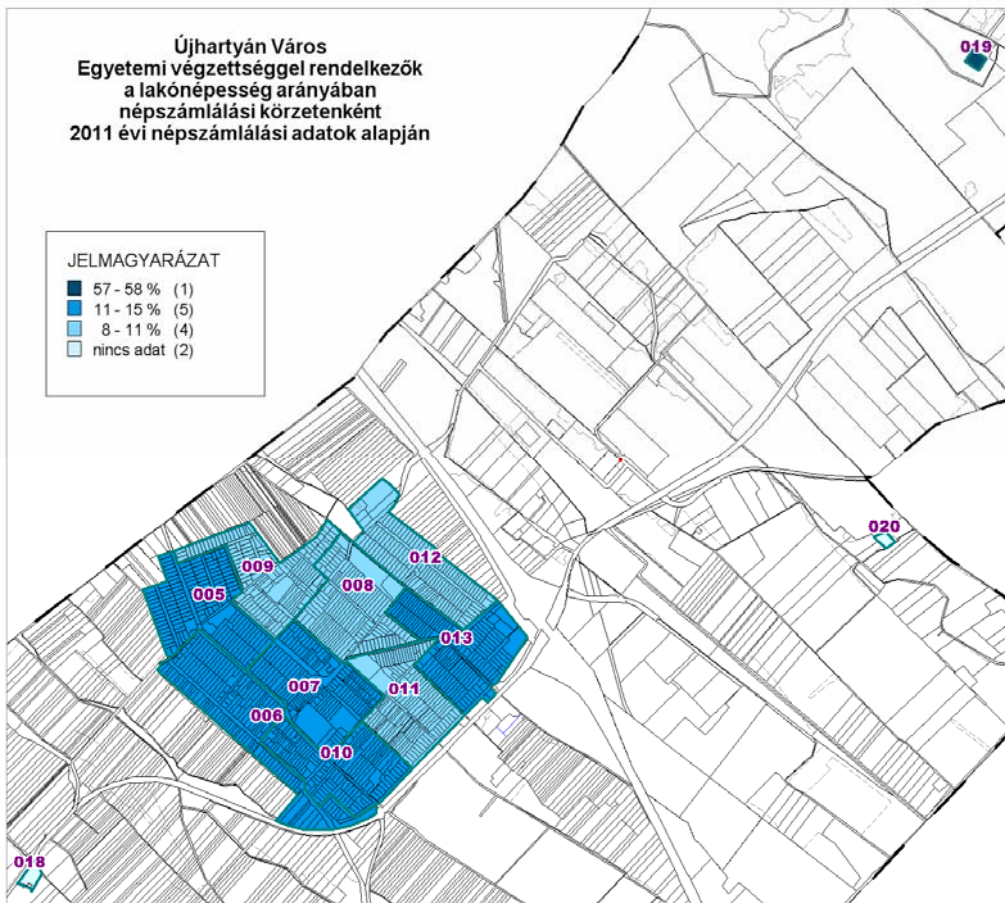 Újhartyán Város
Egyetemi végzettséggel rendelkezők
a lakónépesség arányában
népszámlálási körzetenként
2011 évi népszámlálási adatok alapján
JELMAGYARÁZAT
57 - 58 % (1)
11 - 15 % (5)
8 - 11 % (4)
nincs adat (2)
019
020
012
009
008
005
013
007
011
006
010
018